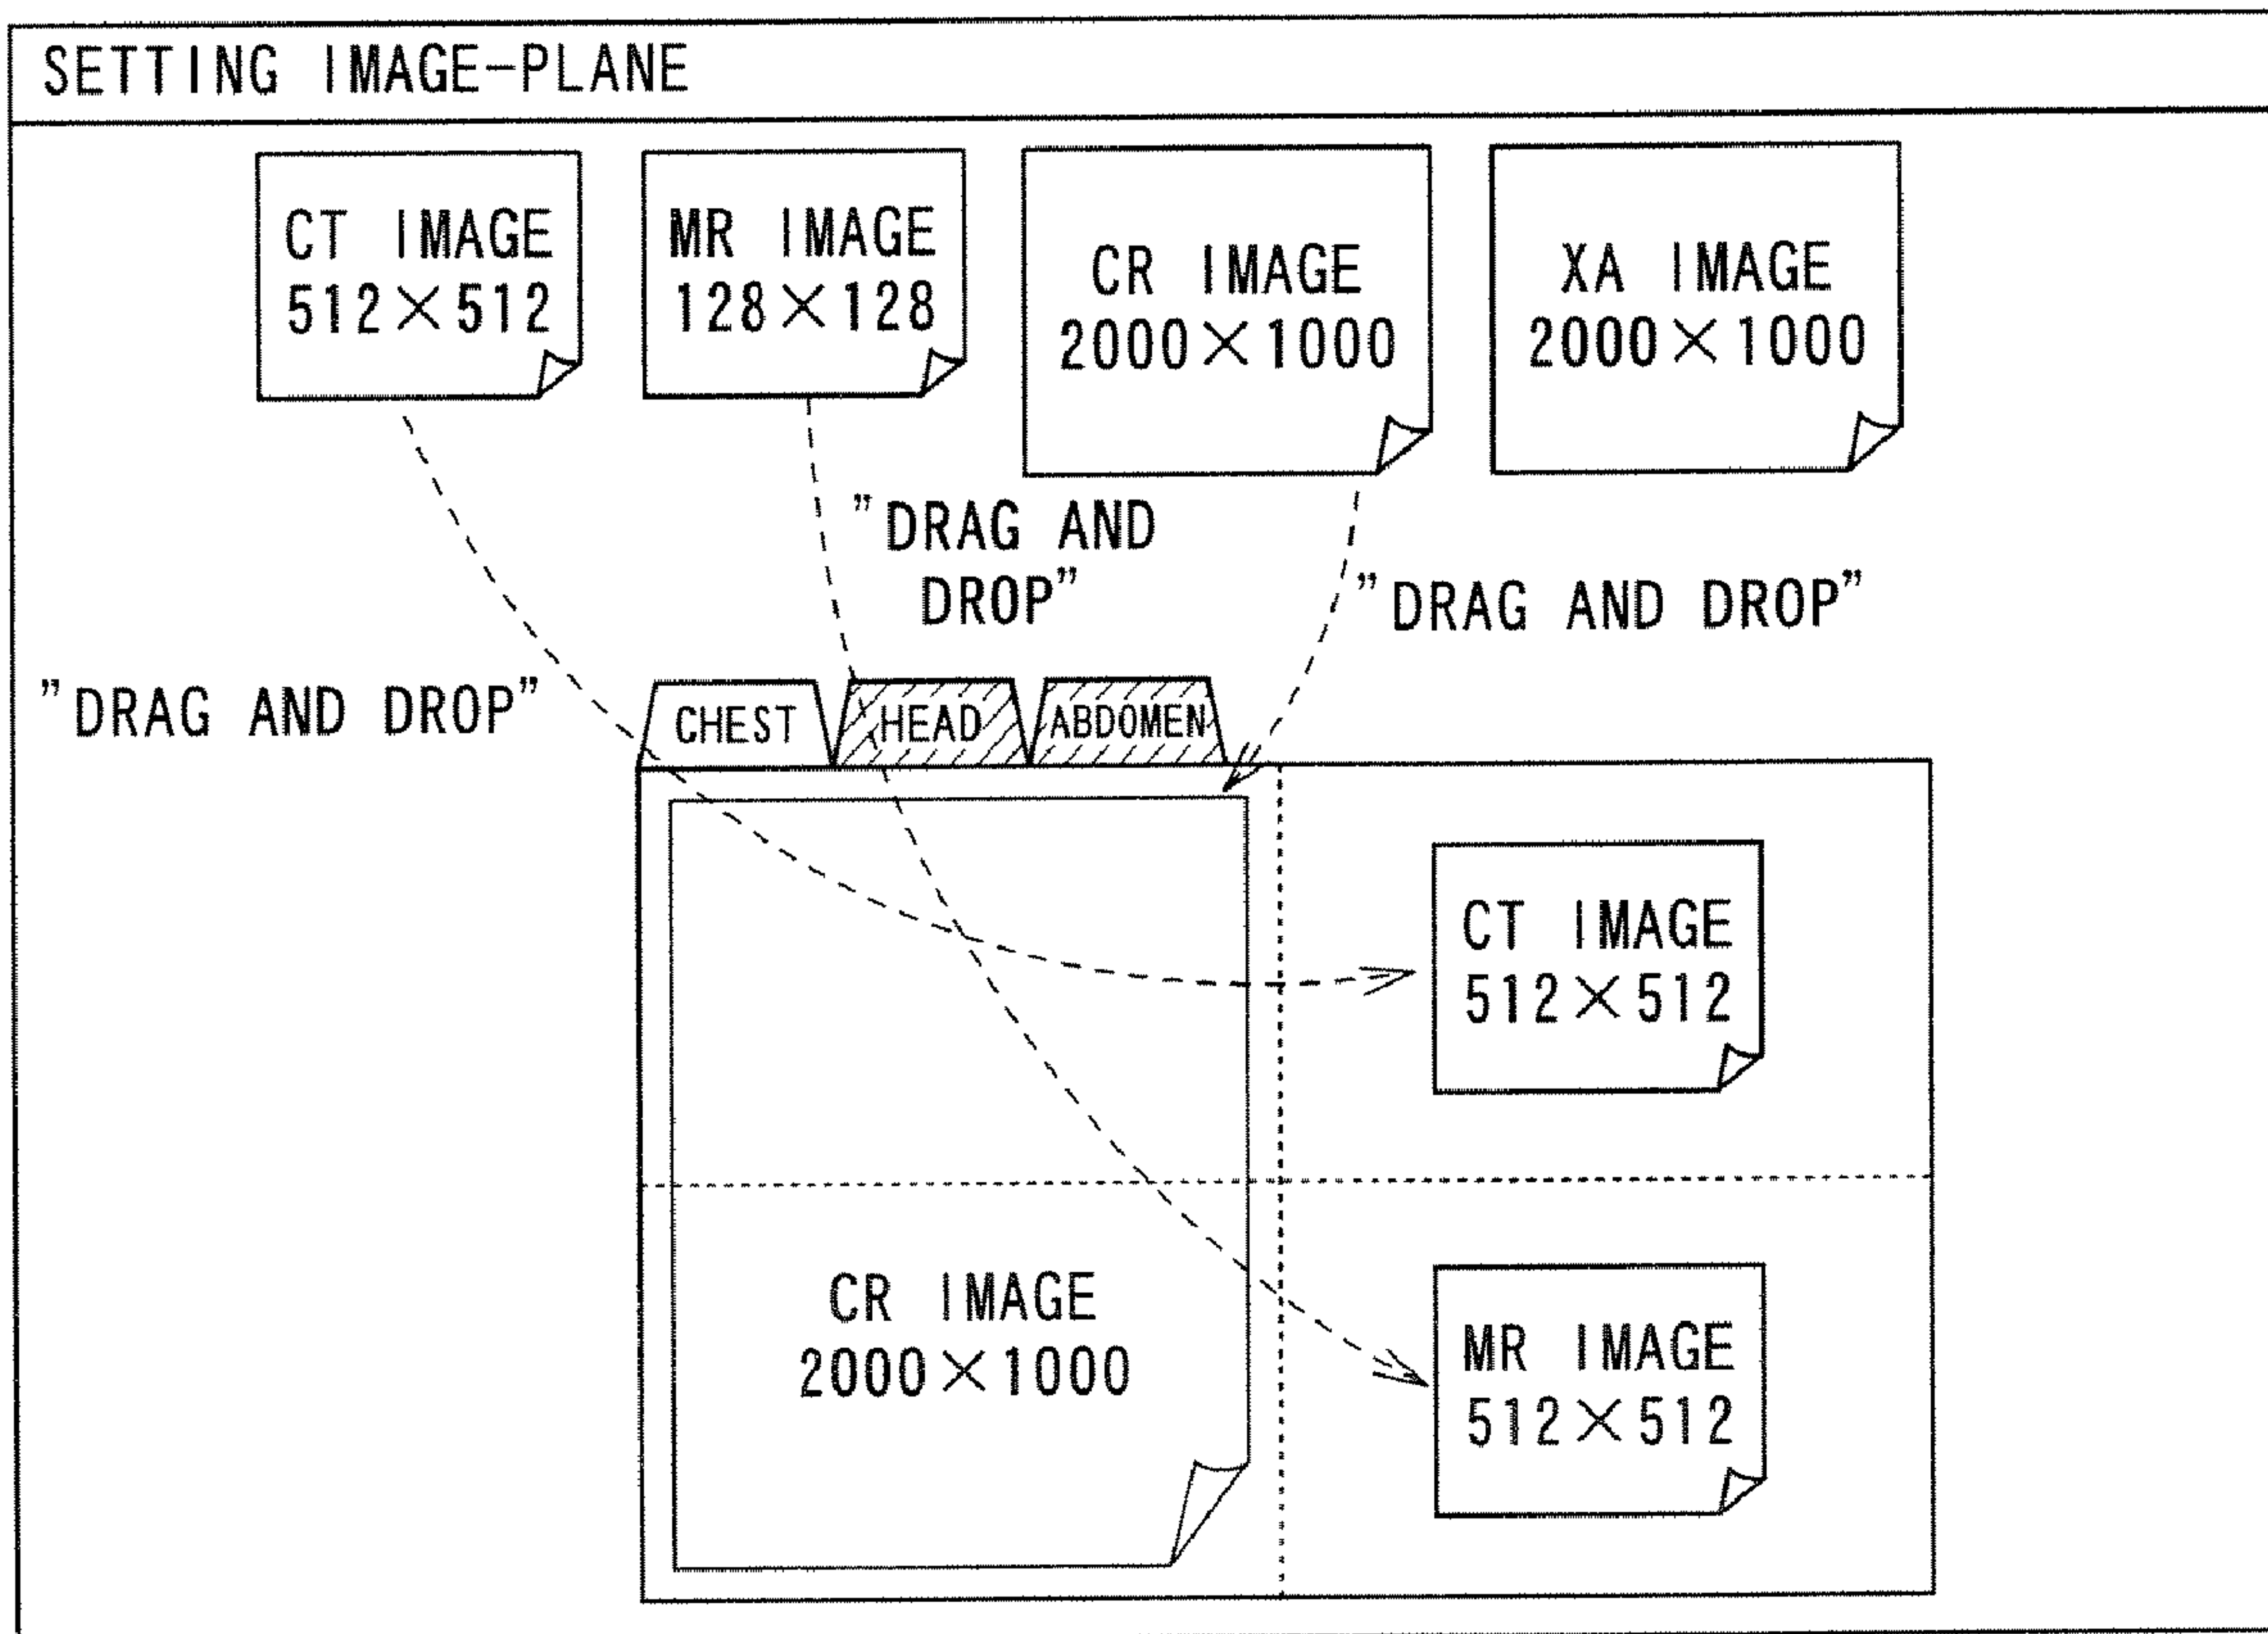 SETTING IMAGE-PLANE
CT IMAGE
512×512
MR IMAGE
128×128
CR IMAGE
2000×1000
XA IMAGE
2000×1000
"DRAG AND
DROP"
"DRAG AND DROP"
"DRAG AND DROP"
CHEST
HEAD
ABDOMEN
CT IMAGE
512×512
CR IMAGE
2000×1000
MR IMAGE
512×512